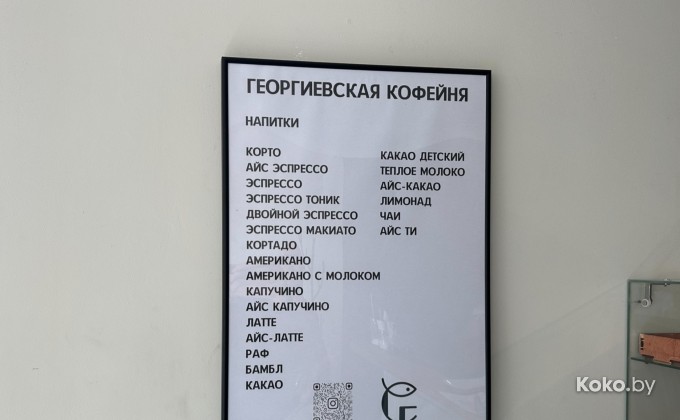 ГЕОРГИЕВСКАЯ КОФЕЙНЯ
НАПИТКИ
КОРТО
АЙС ЭСПРЕССО
ЭСПРЕССО
ЭСПРЕССО ТОНИК
ДВОЙНОЙ ЭСПРЕССО
ЭСПРЕССО МАКИАТО
КОРТАДО
АМЕРИКАНО
АМЕРИКАНО С МОЛОКОМ
КАПУЧИНО
АЙС КАПУЧИНО
ЛАТТЕ
АЙС-ЛАТТЕ
РАФ
БАМБЛ
КАКАО
КАКАО ДЕТСКИЙ
ТЕПЛОЕ МОЛОКО
АЙС-КАКАО
ЛИМОНАД
ЧАИ
АЙС ТИ
Koko.by